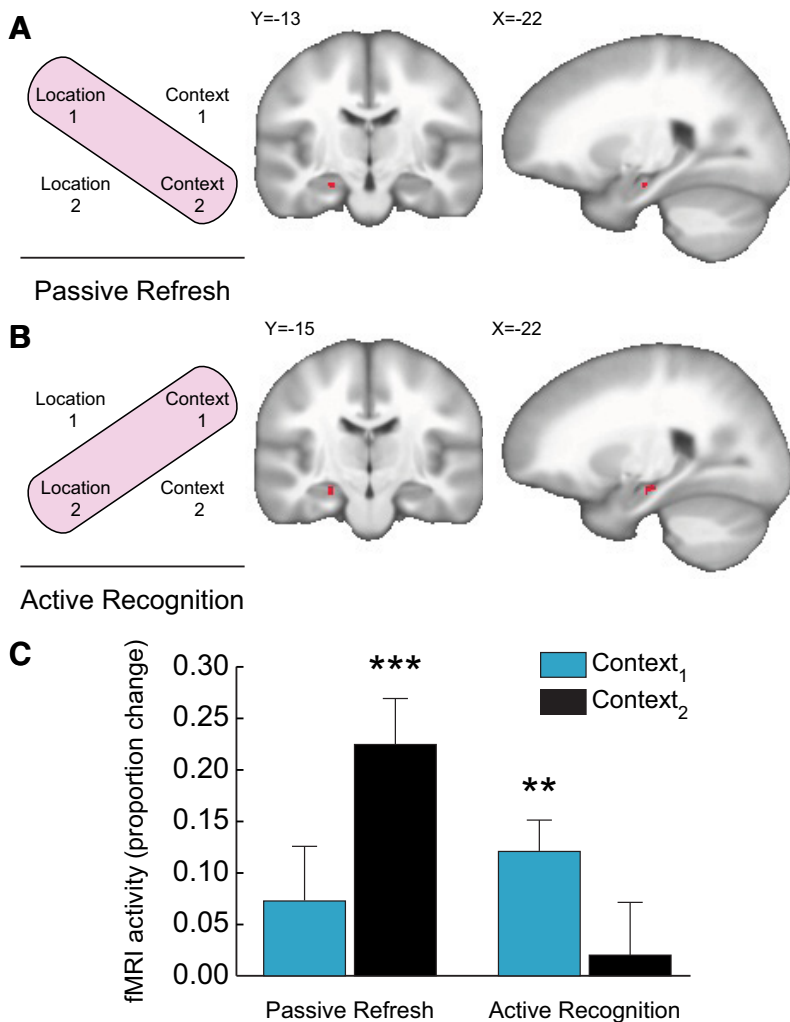 A
Y=-13
X=-22
Location
1
Context
1
Location
2
Context
2
Passive Refresh
B
Y=-15
X=-22
Location
1
Context
1
Location
2
Context
2
Active Recognition
C
fMRI activity (proportion change)
0.30
0.25
0.20
0.15
0.10
0.05
0.00
***
**
Context1
Context2
Passive Refresh
Active Recognition